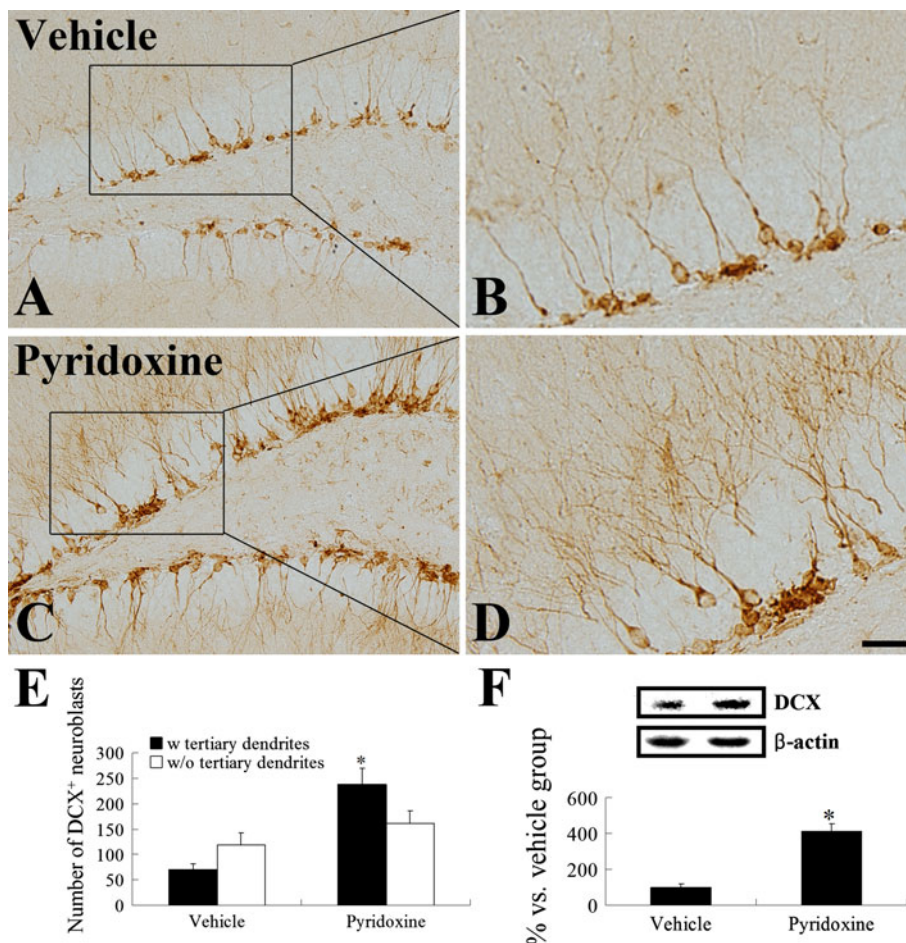 Vehicle
A
B
Pyridoxine
C
D
E
w tertiary dendrites
w/o tertiary dendrites
Number of DCX⁺ neuroblasts
300
250
200
150
100
50
0
*
Vehicle
Pyridoxine
F
DCX
β-actin
% vs. vehicle group
600
400
200
0
*
Vehicle
Pyridoxine